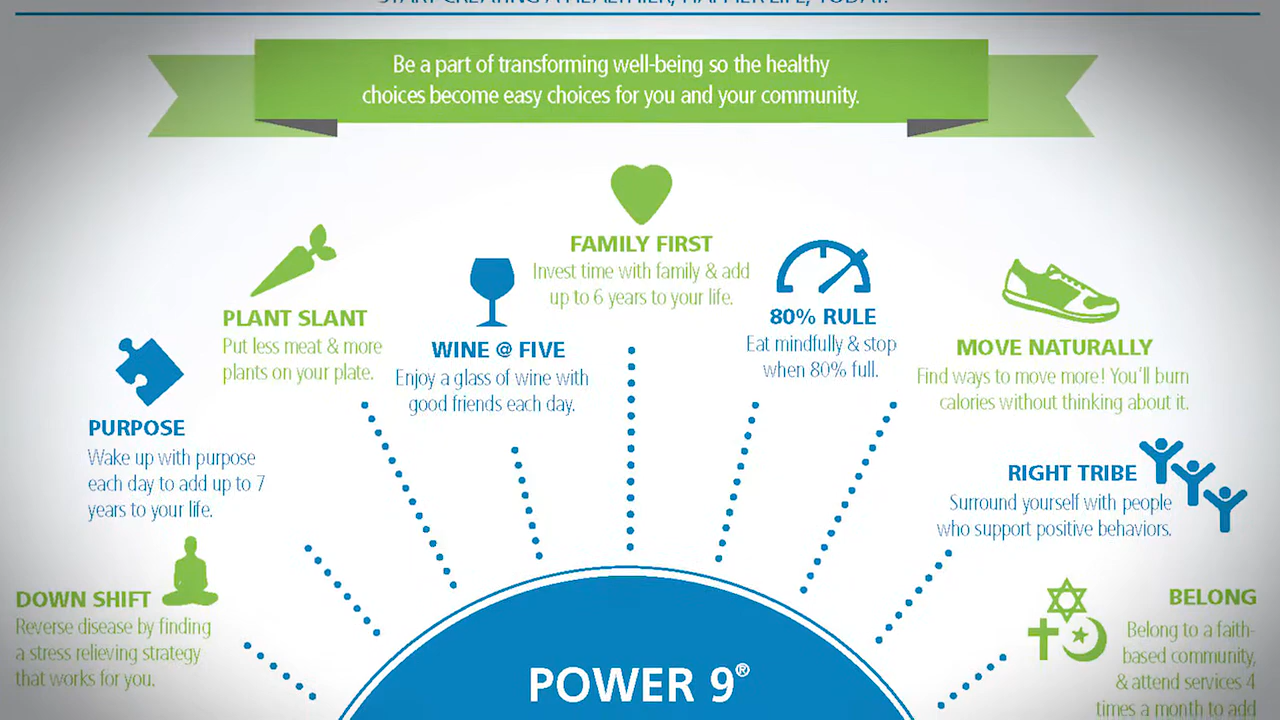 START CREATING A HEALTHIER, HAPPIER LIFE, TODAY!
Be a part of transforming well-being so the healthy
choices become easy choices for you and your community.
FAMILY FIRST
Invest time with family & add
up to 6 years to your life.
PLANT SLANT
Put less meat & more
plants on your plate.
WINE @ FIVE
Enjoy a glass of wine with
good friends each day.
80% RULE
Eat mindfully & stop
when 80% full.
MOVE NATURALLY
Find ways to move more! You'll burn
calories without thinking about it.
PURPOSE
Wake up with purpose
each day to add up to 7
years to your life.
RIGHT TRIBE
Surround yourself with people
who support positive behaviors.
DOWN SHIFT
Reverse disease by finding
a stress relieving strategy
that works for you.
BELONG
Belong to a faith-
based community,
& attend services 4
times a month to add
POWER 9®